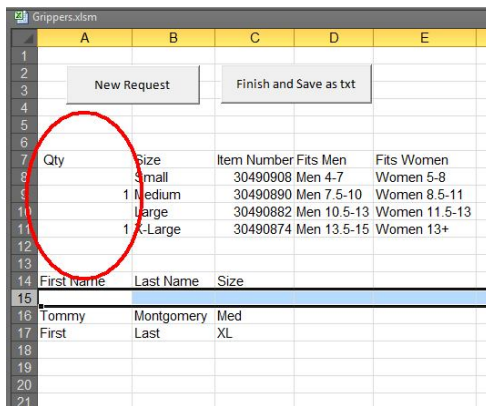 Grippers.xlsm
A B C D E
1
2
New Request Finish and Save as txt
3
4
5
6
7 Qty Size Item Number Fits Men Fits Women
8 Small 30490908 Men 4-7 Women 5-8
9 1 Medium 30490890 Men 7.5-10 Women 8.5-11
10 Large 30490882 Men 10.5-13 Women 11.5-13
11 1 X-Large 30490874 Men 13.5-15 Women 13+
12
13
14 First Name Last Name Size
15
16 Tommy Montgomery Med
17 First Last XL
18
19
20
21